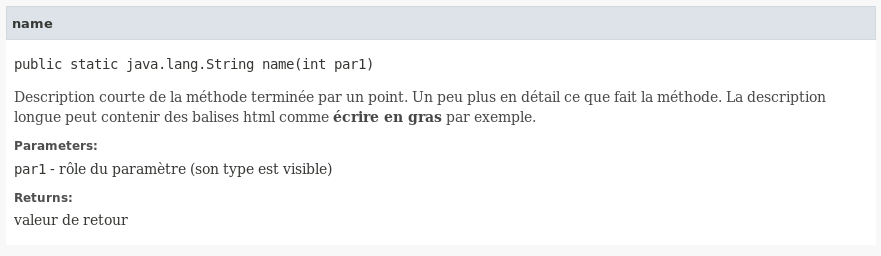 name
public static java.lang.String name(int par1)
Description courte de la méthode terminée par un point. Un peu plus en détail ce que fait la méthode. La description
longue peut contenir des balises html comme écrire en gras par exemple.
Parameters:
par1 - rôle du paramètre (son type est visible)
Returns:
valeur de retour